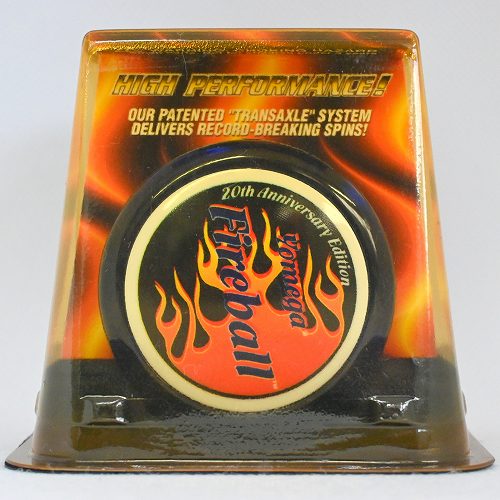 HIGH PERFORMANCE!
OUR PATENTED "TRANSAXLE" SYSTEM
DELIVERS RECORD-BREAKING SPINS!
20th Anniversary Edition
Yomega
Fireball